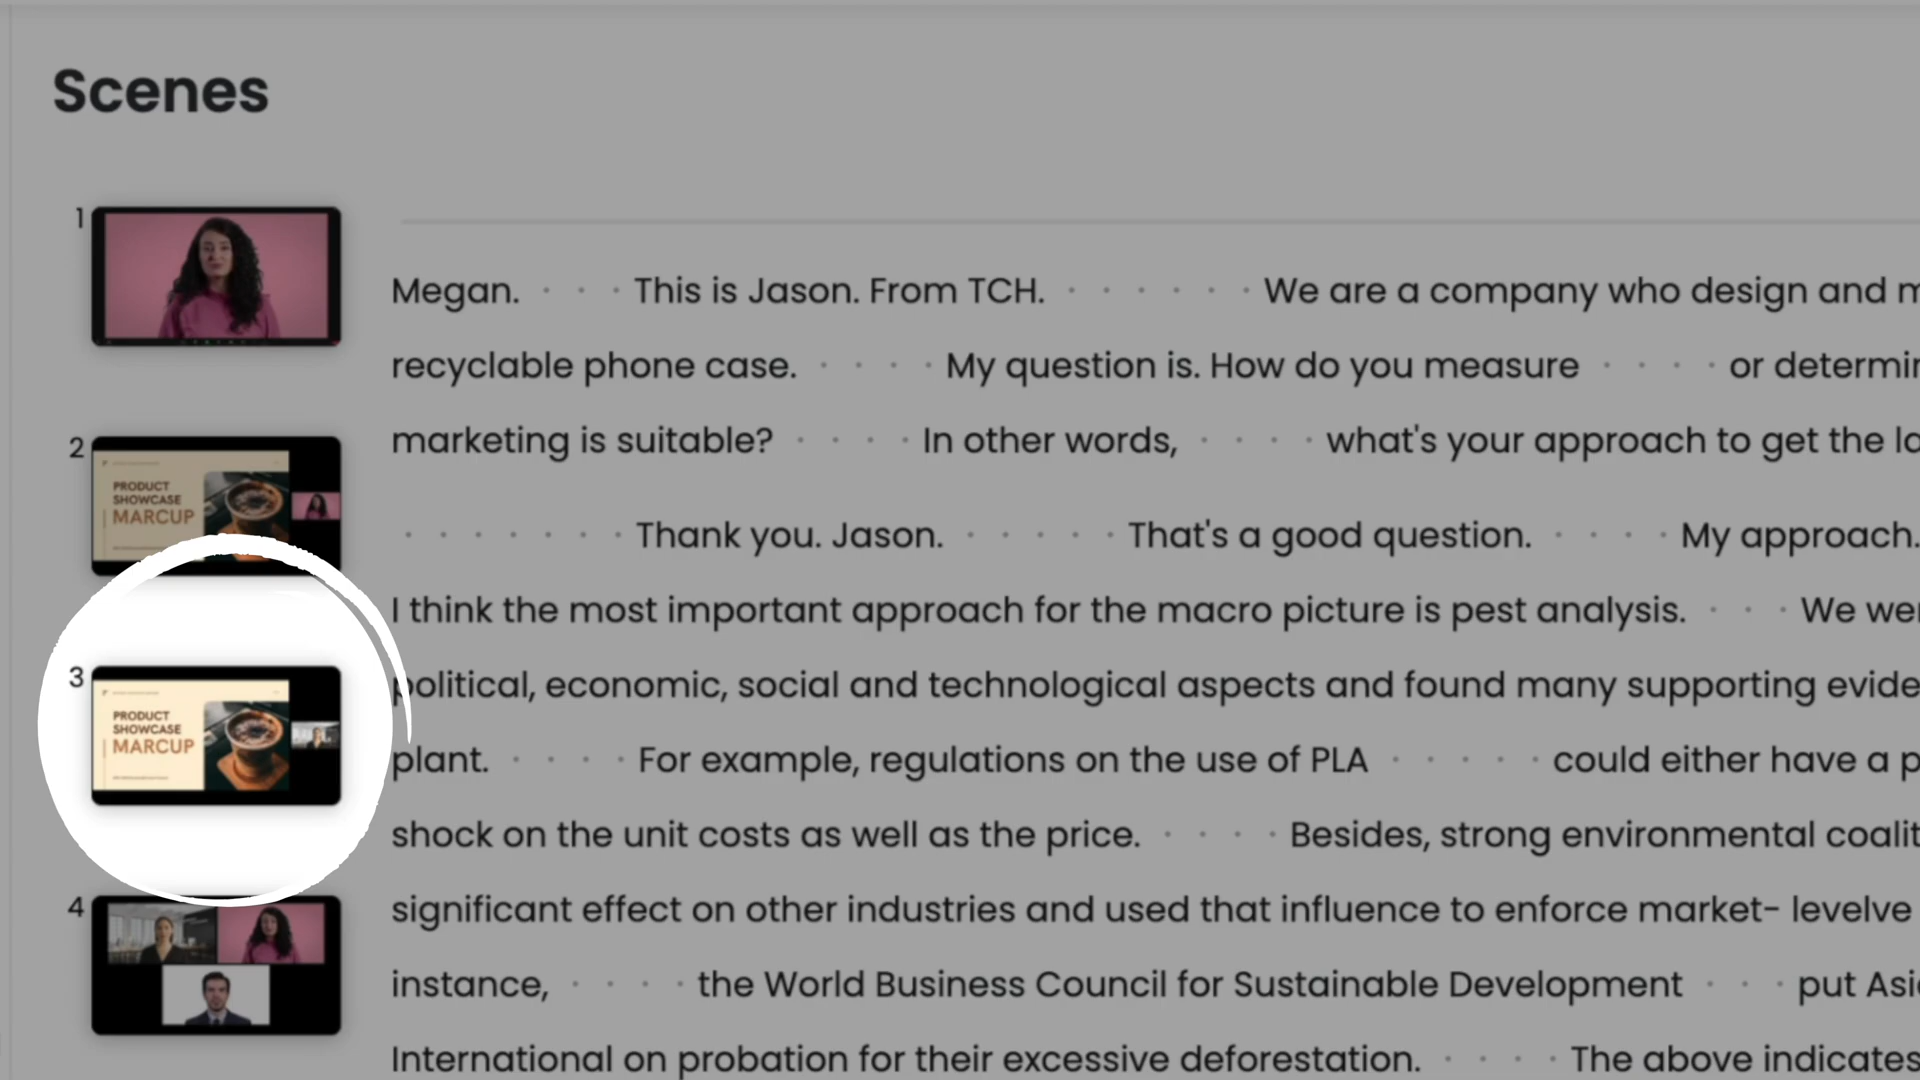 Scenes
1
Megan. · · · This is Jason. From TCH. · · · · · · We are a company who design and m
recyclable phone case. · · · · My question is. How do you measure · · · · or determin
marketing is suitable? · · · · In other words, · · · · what's your approach to get the la
2
PRODUCT
SHOWCASE
MARCUP
· · · · · · · Thank you. Jason. · · · · · That's a good question. · · · · My approach.
I think the most important approach for the macro picture is pest analysis. · · · We wer
3
PRODUCT
SHOWCASE
MARCUP
political, economic, social and technological aspects and found many supporting evide
plant. · · · · For example, regulations on the use of PLA · · · · · could either have a p
shock on the unit costs as well as the price. · · · · Besides, strong environmental coalit
4
significant effect on other industries and used that influence to enforce market- levelve
instance, · · · · the World Business Council for Sustainable Development · · · put Asi
International on probation for their excessive deforestation. · · · · The above indicates